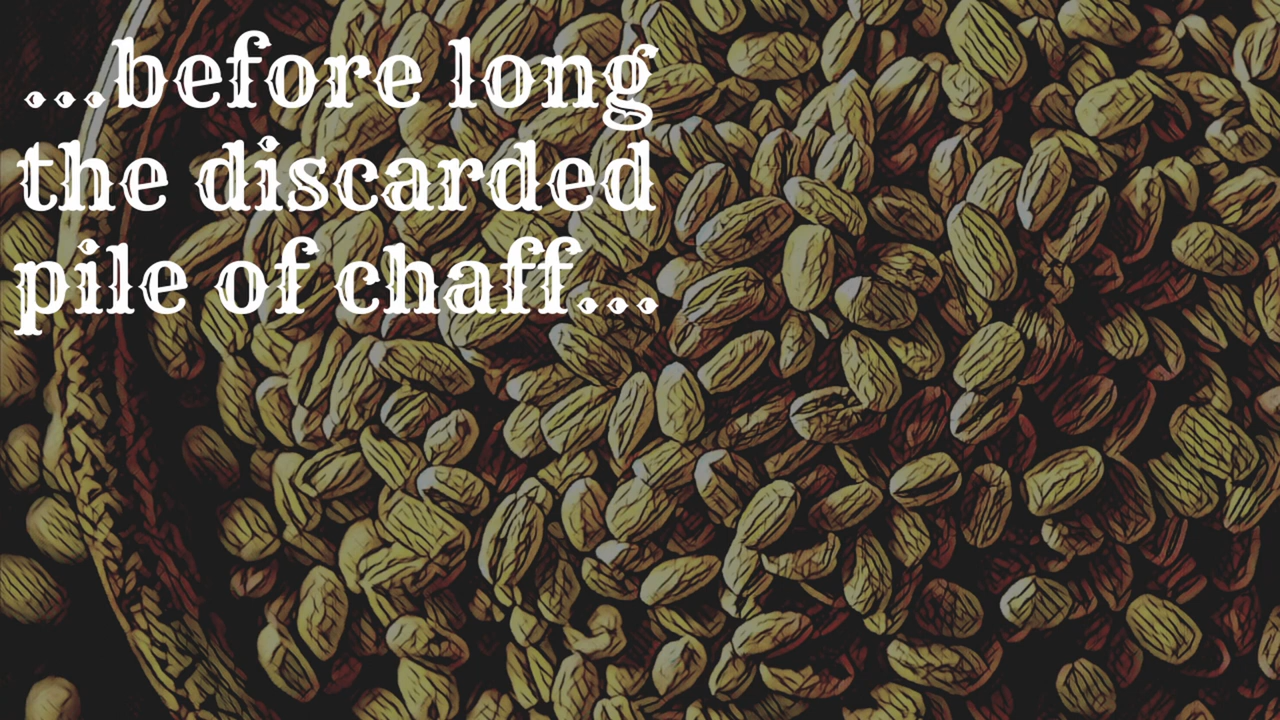 ...before long
the discarded
pile of chaff...